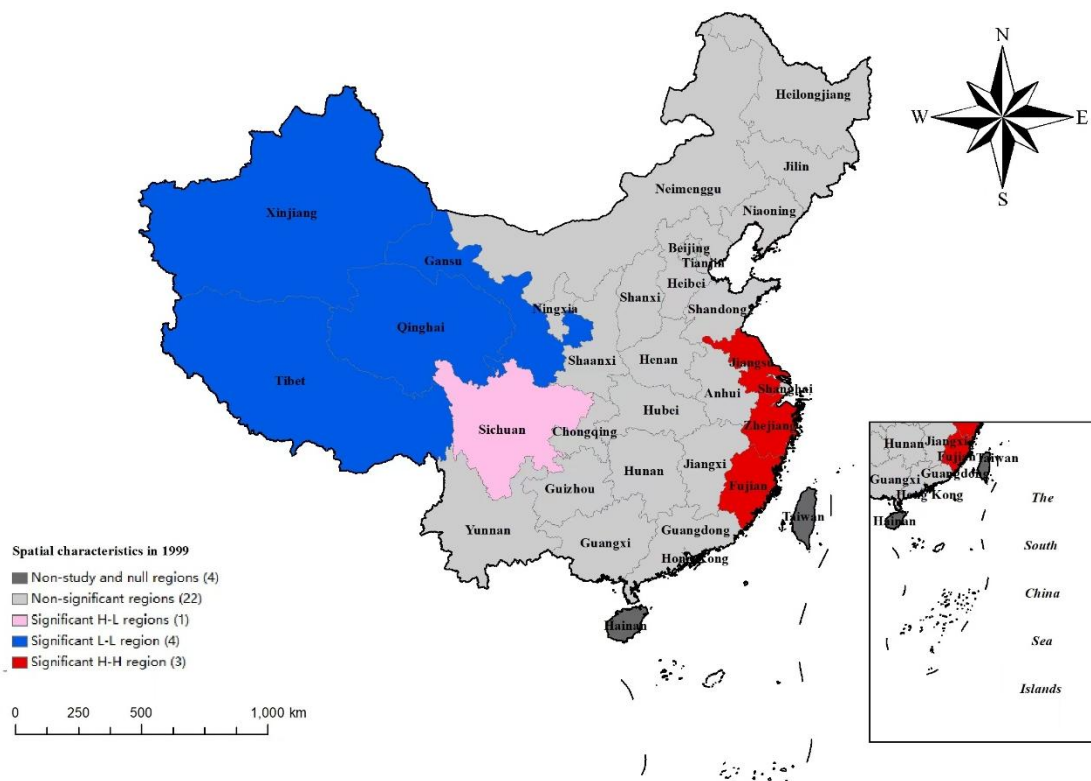 N
W
E
S
Heilongjiang
Jilin
Neimenggu
Niaoning
Xinjiang
Beijing
Tianjin
Gansu
Heibei
Shanxi
Ningxia
Shandong
Qinghai
Shaanxi
Henan
Jiangsu
Tibet
Anhui
Shanghai
Hubei
Zhejiang
Sichuan
Chongqing
Hunan
Jiangxi
Guizhou
Fujian
Yunnan
Guangxi
Guangdong
Taiwan
Hong Kong
Hainan
Hunan
Jiangxi
Fujian
Taiwan
Guangxi
Guangdong
Hong Kong
Hainan
The
South
China
Sea
Islands
Spatial characteristics in 1999
Non-study and null regions (4)
Non-significant regions (22)
Significant H-L regions (1)
Significant L-L region (4)
Significant H-H region (3)
0 250 500 1,000 km